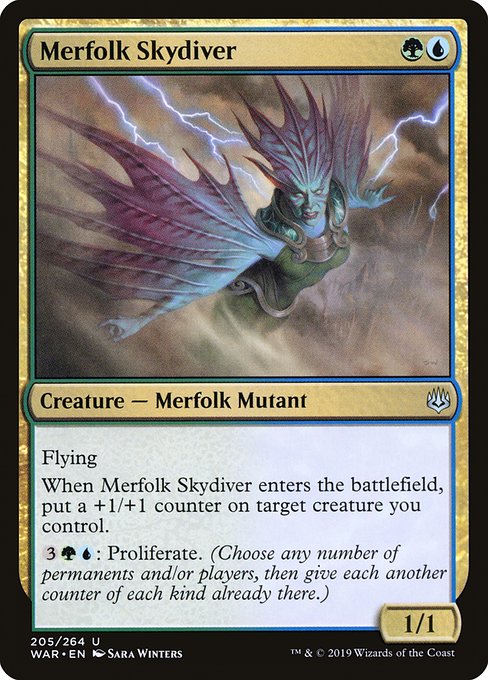 Merfolk Skydiver
Creature — Merfolk Mutant
Flying
When Merfolk Skydiver enters the battlefield,
put a +1/+1 counter on target creature you
control.
3: Proliferate. (Choose any number of
permanents and/or players, then give each another
counter of each kind already there.)
1/1
205/264 U
WAR • EN Sara Winters
™ & © 2019 Wizards of the Coast